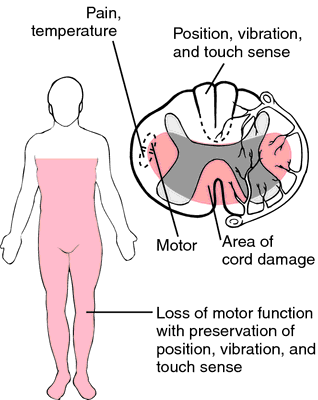 Pain,
temperature
Position, vibration,
and touch sense
Motor
Area of
cord damage
Loss of motor function
with preservation of
position, vibration, and
touch sense